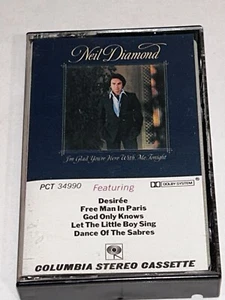 Neil Diamond
I'm Glad You're Here With Me Tonight
PCT 34990 Featuring DOLBY SYSTEM
Desirée
Free Man In Paris
God Only Knows
Let The Little Boy Sing
Dance Of The Sabres
COLUMBIA STEREO CASSETTE